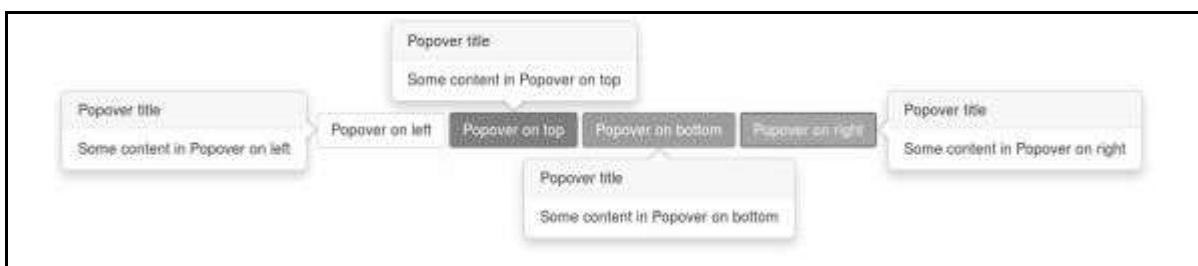 Popover title
Some content in Popover on top
Popover title
Some content in Popover on left
Popover on left
Popover on top
Popover on bottom
Popover on right
Popover title
Some content in Popover on right
Popover title
Some content in Popover on bottom